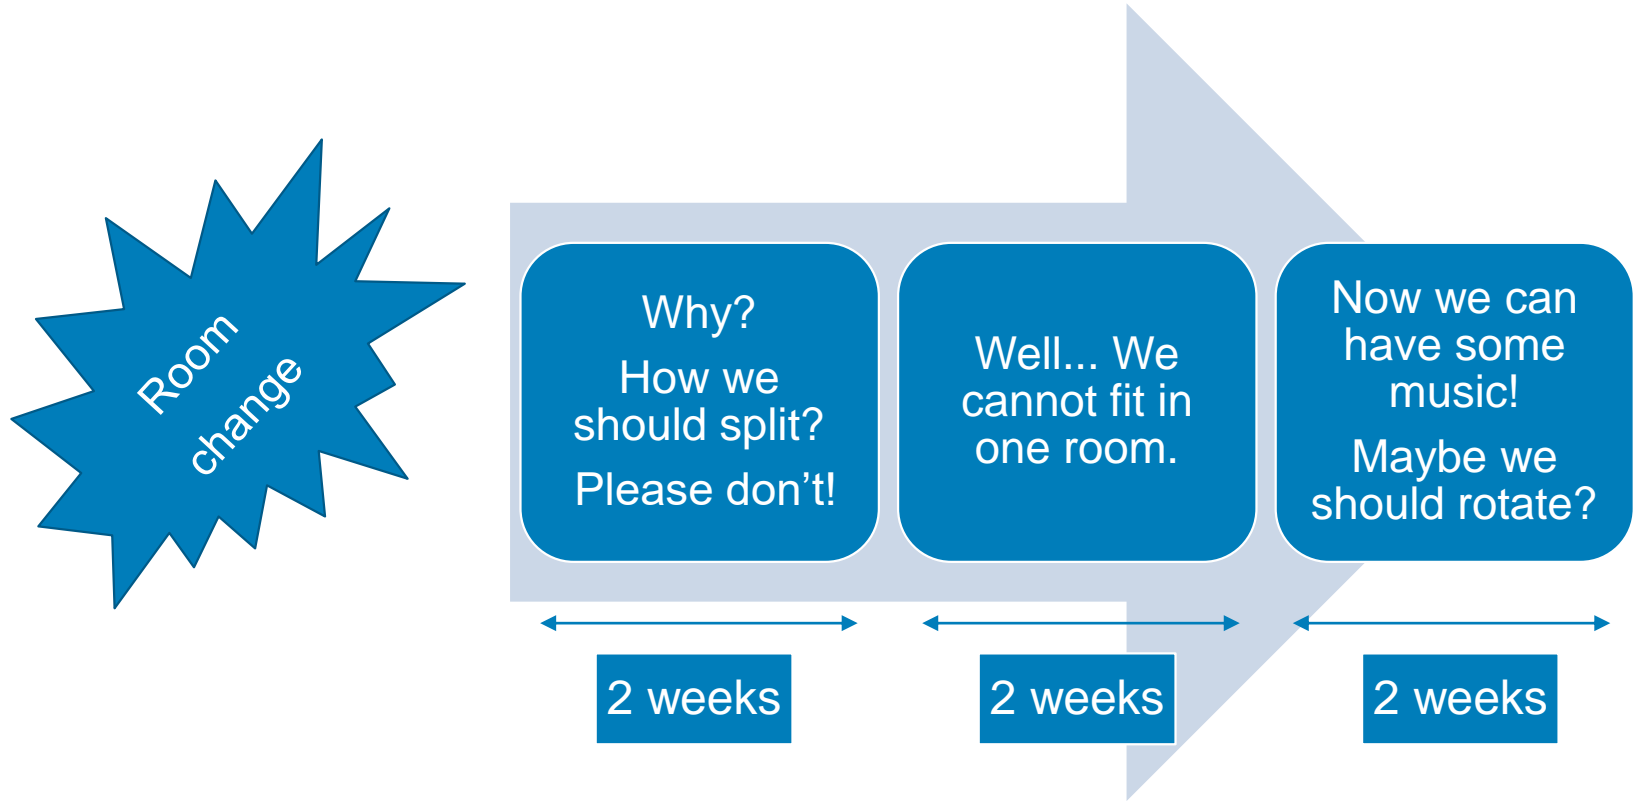 Room
change
Why?
How we
should split?
Please don’t!
Well... We
cannot fit in
one room.
Now we can
have some
music!
Maybe we
should rotate?
2 weeks
2 weeks
2 weeks